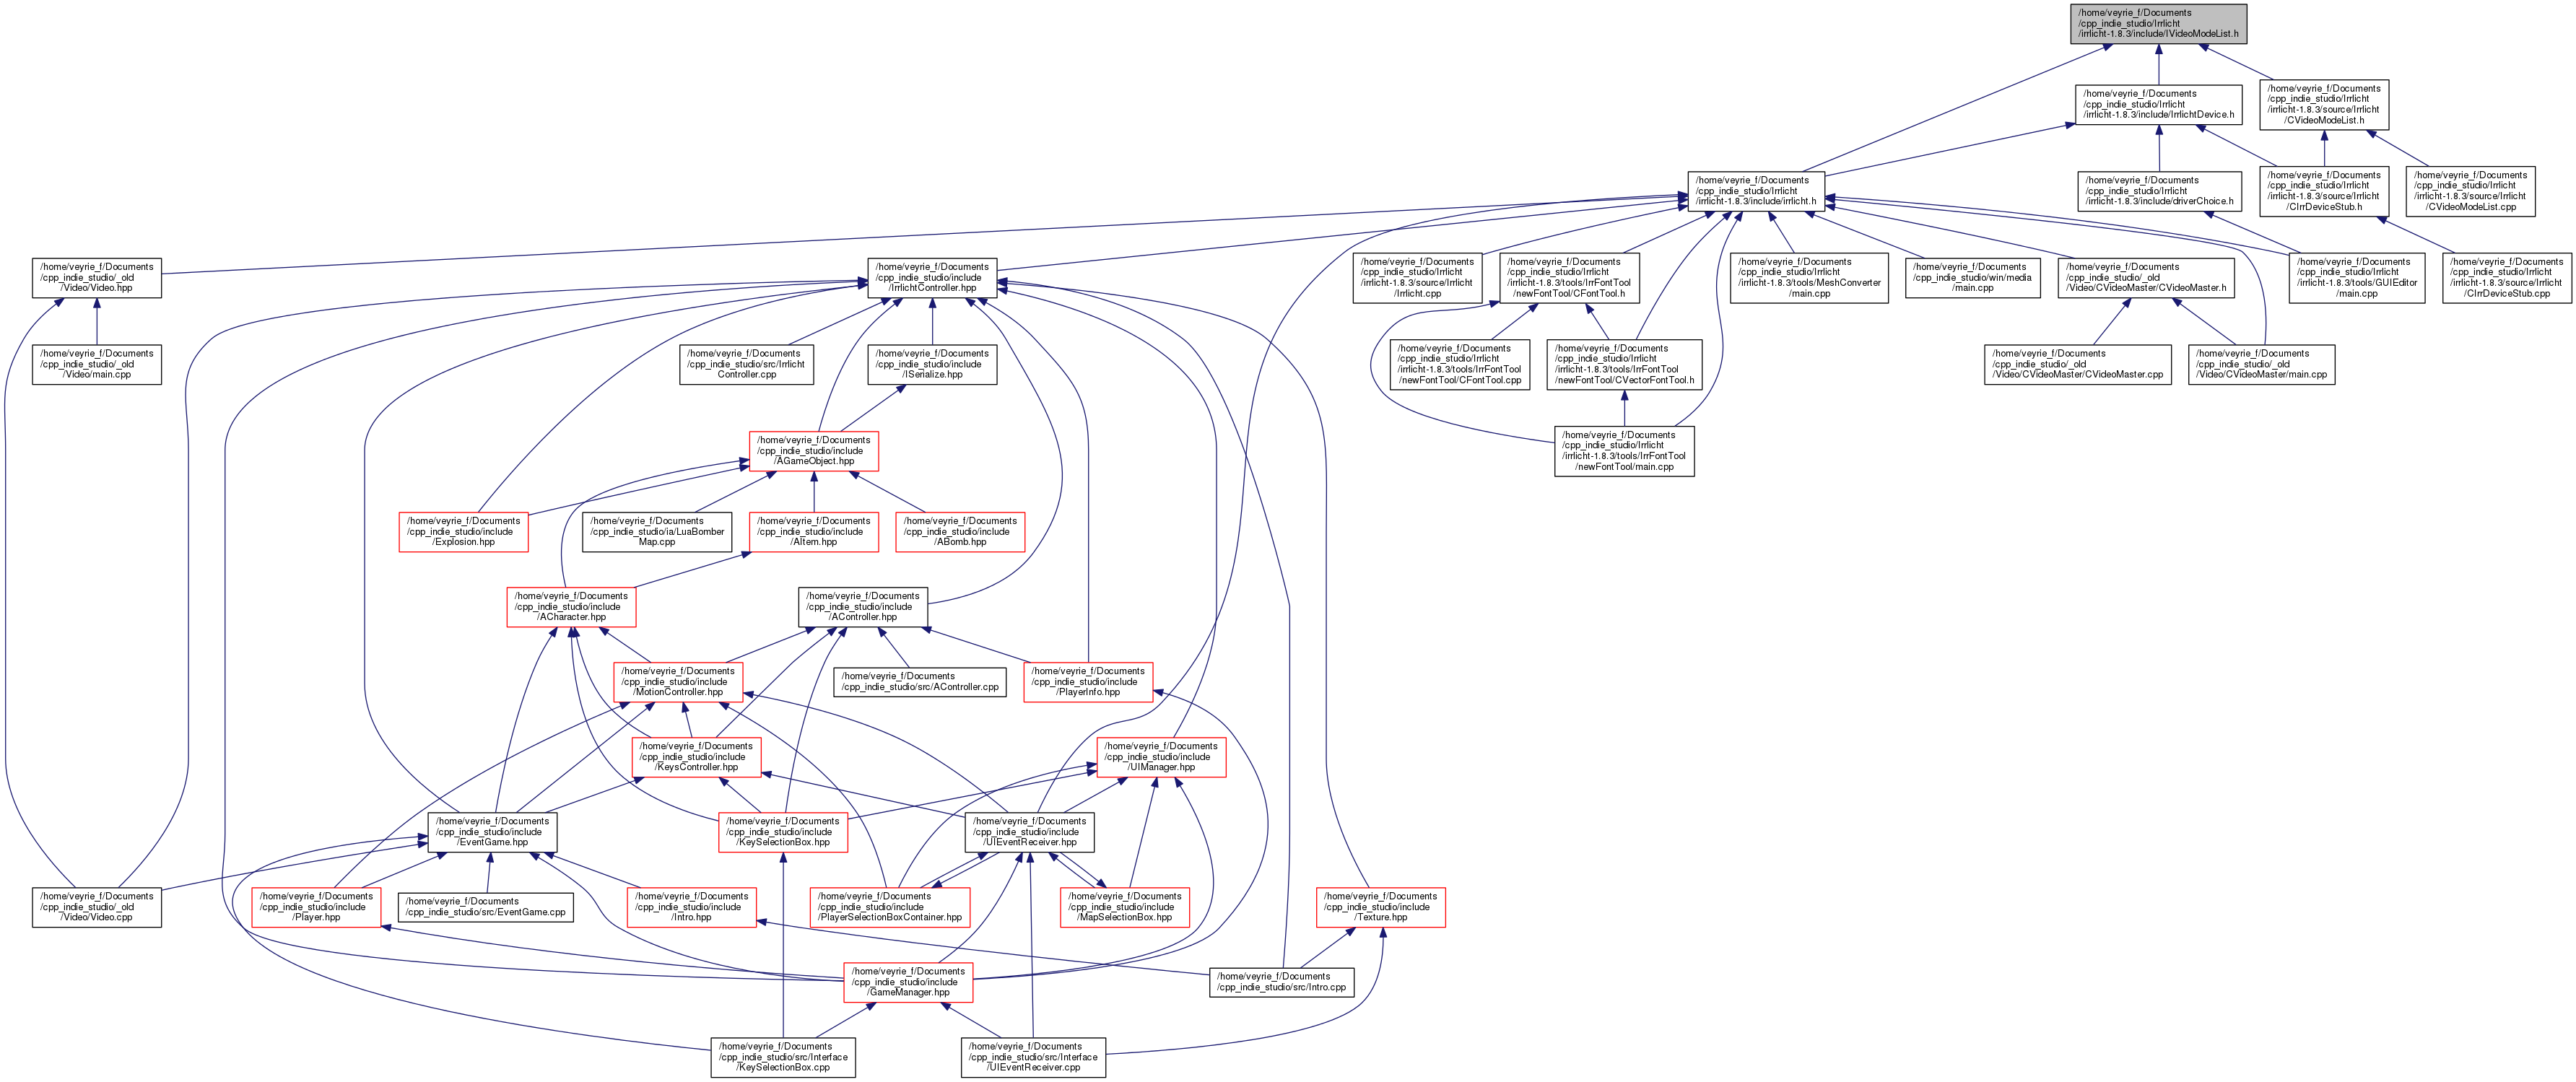 /home/veyrie_f/Documents
/cpp_indie_studio/Irrlicht
/irrlicht-1.8.3/include/IVideoModeList.h
/home/veyrie_f/Documents
/cpp_indie_studio/Irrlicht
/irrlicht-1.8.3/include/IrrlichtDevice.h
/home/veyrie_f/Documents
/cpp_indie_studio/Irrlicht
/irrlicht-1.8.3/source/Irrlicht
/CVideoModeList.h
/home/veyrie_f/Documents
/cpp_indie_studio/Irrlicht
/irrlicht-1.8.3/include/irrlicht.h
/home/veyrie_f/Documents
/cpp_indie_studio/Irrlicht
/irrlicht-1.8.3/include/driverChoice.h
/home/veyrie_f/Documents
/cpp_indie_studio/Irrlicht
/irrlicht-1.8.3/source/Irrlicht
/CIrrDeviceStub.h
/home/veyrie_f/Documents
/cpp_indie_studio/Irrlicht
/irrlicht-1.8.3/source/Irrlicht
/CVideoModeList.cpp
/home/veyrie_f/Documents
/cpp_indie_studio/_old
/Video/Video.hpp
/home/veyrie_f/Documents
/cpp_indie_studio/include
/IrrlichtController.hpp
/home/veyrie_f/Documents
/cpp_indie_studio/Irrlicht
/irrlicht-1.8.3/source/Irrlicht
/Irrlicht.cpp
/home/veyrie_f/Documents
/cpp_indie_studio/Irrlicht
/irrlicht-1.8.3/tools/IrrFontTool
/newFontTool/CFontTool.h
/home/veyrie_f/Documents
/cpp_indie_studio/Irrlicht
/irrlicht-1.8.3/tools/MeshConverter
/main.cpp
/home/veyrie_f/Documents
/cpp_indie_studio/win/media
/main.cpp
/home/veyrie_f/Documents
/cpp_indie_studio/_old
/Video/CVideoMaster/CVideoMaster.h
/home/veyrie_f/Documents
/cpp_indie_studio/Irrlicht
/irrlicht-1.8.3/tools/GUIEditor
/main.cpp
/home/veyrie_f/Documents
/cpp_indie_studio/Irrlicht
/irrlicht-1.8.3/source/Irrlicht
/CIrrDeviceStub.cpp
/home/veyrie_f/Documents
/cpp_indie_studio/_old
/Video/main.cpp
/home/veyrie_f/Documents
/cpp_indie_studio/src/Irrlicht
Controller.cpp
/home/veyrie_f/Documents
/cpp_indie_studio/include
/ISerialize.hpp
/home/veyrie_f/Documents
/cpp_indie_studio/Irrlicht
/irrlicht-1.8.3/tools/IrrFontTool
/newFontTool/CFontTool.cpp
/home/veyrie_f/Documents
/cpp_indie_studio/Irrlicht
/irrlicht-1.8.3/tools/IrrFontTool
/newFontTool/CVectorFontTool.h
/home/veyrie_f/Documents
/cpp_indie_studio/_old
/Video/CVideoMaster/CVideoMaster.cpp
/home/veyrie_f/Documents
/cpp_indie_studio/_old
/Video/CVideoMaster/main.cpp
/home/veyrie_f/Documents
/cpp_indie_studio/include
/AGameObject.hpp
/home/veyrie_f/Documents
/cpp_indie_studio/Irrlicht
/irrlicht-1.8.3/tools/IrrFontTool
/newFontTool/main.cpp
/home/veyrie_f/Documents
/cpp_indie_studio/include
/Explosion.hpp
/home/veyrie_f/Documents
/cpp_indie_studio/ia/LuaBomber
Map.cpp
/home/veyrie_f/Documents
/cpp_indie_studio/include
/AItem.hpp
/home/veyrie_f/Documents
/cpp_indie_studio/include
/ABomb.hpp
/home/veyrie_f/Documents
/cpp_indie_studio/include
/ACharacter.hpp
/home/veyrie_f/Documents
/cpp_indie_studio/include
/AController.hpp
/home/veyrie_f/Documents
/cpp_indie_studio/include
/MotionController.hpp
/home/veyrie_f/Documents
/cpp_indie_studio/src/AController.cpp
/home/veyrie_f/Documents
/cpp_indie_studio/include
/PlayerInfo.hpp
/home/veyrie_f/Documents
/cpp_indie_studio/include
/KeysController.hpp
/home/veyrie_f/Documents
/cpp_indie_studio/include
/UIManager.hpp
/home/veyrie_f/Documents
/cpp_indie_studio/include
/EventGame.hpp
/home/veyrie_f/Documents
/cpp_indie_studio/include
/KeySelectionBox.hpp
/home/veyrie_f/Documents
/cpp_indie_studio/include
/UIEventReceiver.hpp
/home/veyrie_f/Documents
/cpp_indie_studio/_old
/Video/Video.cpp
/home/veyrie_f/Documents
/cpp_indie_studio/include
/Player.hpp
/home/veyrie_f/Documents
/cpp_indie_studio/src/EventGame.cpp
/home/veyrie_f/Documents
/cpp_indie_studio/include
/Intro.hpp
/home/veyrie_f/Documents
/cpp_indie_studio/include
/PlayerSelectionBoxContainer.hpp
/home/veyrie_f/Documents
/cpp_indie_studio/include
/MapSelectionBox.hpp
/home/veyrie_f/Documents
/cpp_indie_studio/include
/Texture.hpp
/home/veyrie_f/Documents
/cpp_indie_studio/include
/GameManager.hpp
/home/veyrie_f/Documents
/cpp_indie_studio/src/Intro.cpp
/home/veyrie_f/Documents
/cpp_indie_studio/src/Interface
/KeySelectionBox.cpp
/home/veyrie_f/Documents
/cpp_indie_studio/src/Interface
/UIEventReceiver.cpp